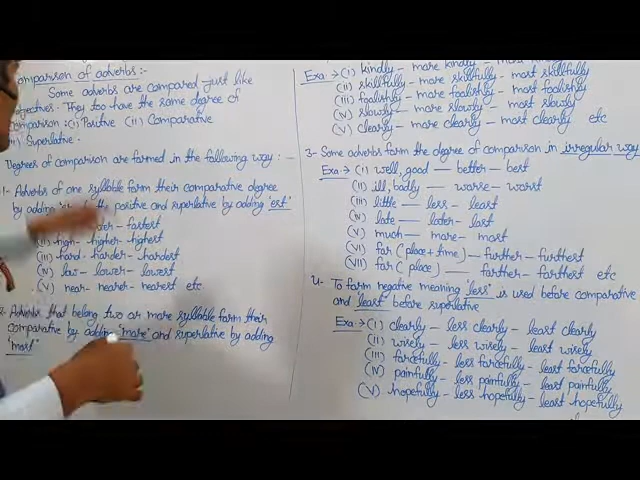 Comparison of adverbs:-
Some adverbs are compared just like
adjectives. They too have the same degree of
comparison :(i) Positive (ii) Comparative
(iii) Superlative.
Degrees of comparison are formed in the following way: -
1- Adverbs of one syllable form their comparative degree
by adding positive and superlative by adding 'est'
- fastest
(ii) high- higher- highest
(iii) hard- harder- hardest
(iv) low- lower- lowest
(v) near- nearer- nearest etc
2- Adverbs that belong two or more syllable form their
comparative by adding "more" and superlative by adding
"most"
Exa → (i) kindly - more kindly -
(ii) skillfully - more skillfully - most skillfully
(iii) foolishly - more foolishly - most foolishly
(iv) slowly - more slowly - most slowly
(v) clearly - more clearly - most clearly etc
3- Some adverbs form the degree of comparison in irregular way
Exa → (i) well, good — better - best
(ii) ill, badly — worse - worst
(iii) little — less - least
(iv) late — later - last
(v) much — more - most
(vi) far (place + time) — further - furthest
(vii) far (place) — farther - farthest etc
4- To form negative meaning "less" is used before comparative
and "least" before superlative
Exa → (i) clearly - less clearly - least clearly
(ii) wisely - less wisely - least wisely
(iii) forcefully - less forcefully - least forcefully
(iv) painfully - less painfully - least painfully
(v) hopefully - less hopefully - least hopefully